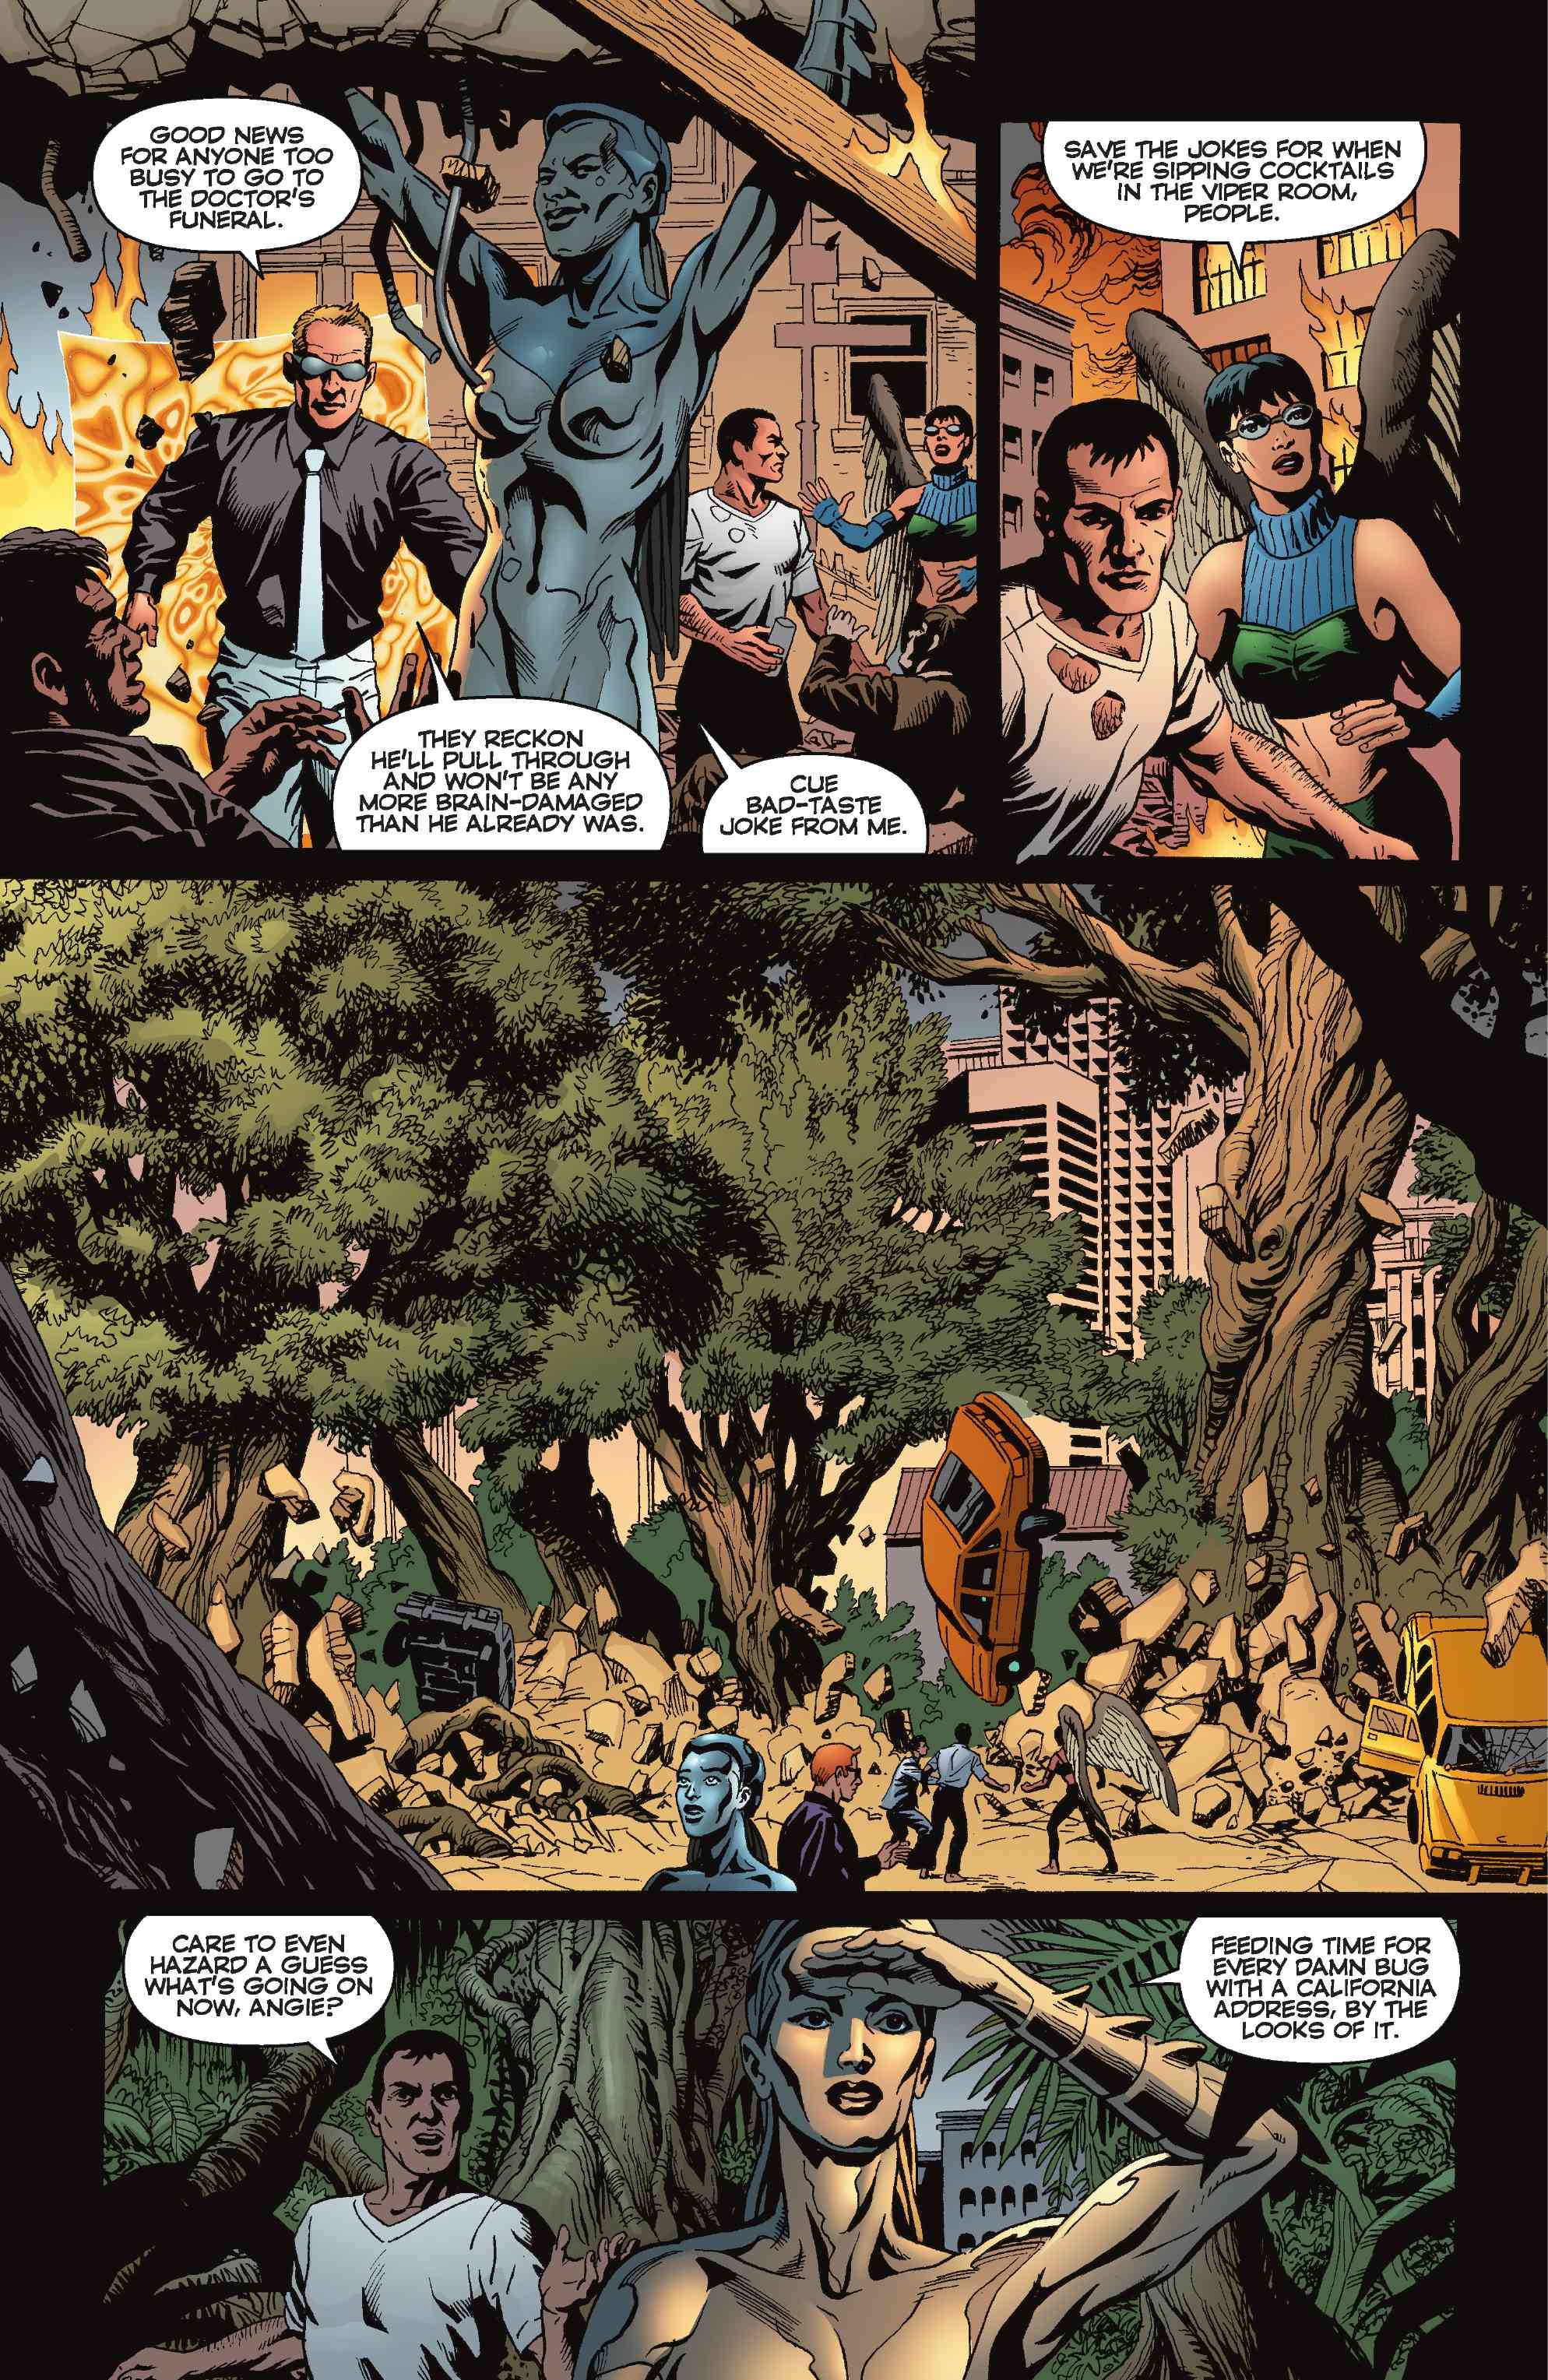 GOOD NEWS
FOR ANYONE TOO
BUSY TO GO TO
THE DOCTOR'S
FUNERAL.
THEY RECKON
HE'LL PULL THROUGH
AND WON'T BE ANY
MORE BRAIN-DAMAGED
THAN HE ALREADY WAS.
CUE
BAD-TASTE
JOKE FROM ME.
SAVE THE JOKES FOR WHEN
WE'RE SIPPING COCKTAILS
IN THE VIPER ROOM,
PEOPLE.
CARE TO EVEN
HAZARD A GUESS
WHAT'S GOING ON
NOW, ANGIE?
FEEDING TIME FOR
EVERY DAMN BUG
WITH A CALIFORNIA
ADDRESS, BY THE
LOOKS OF IT.